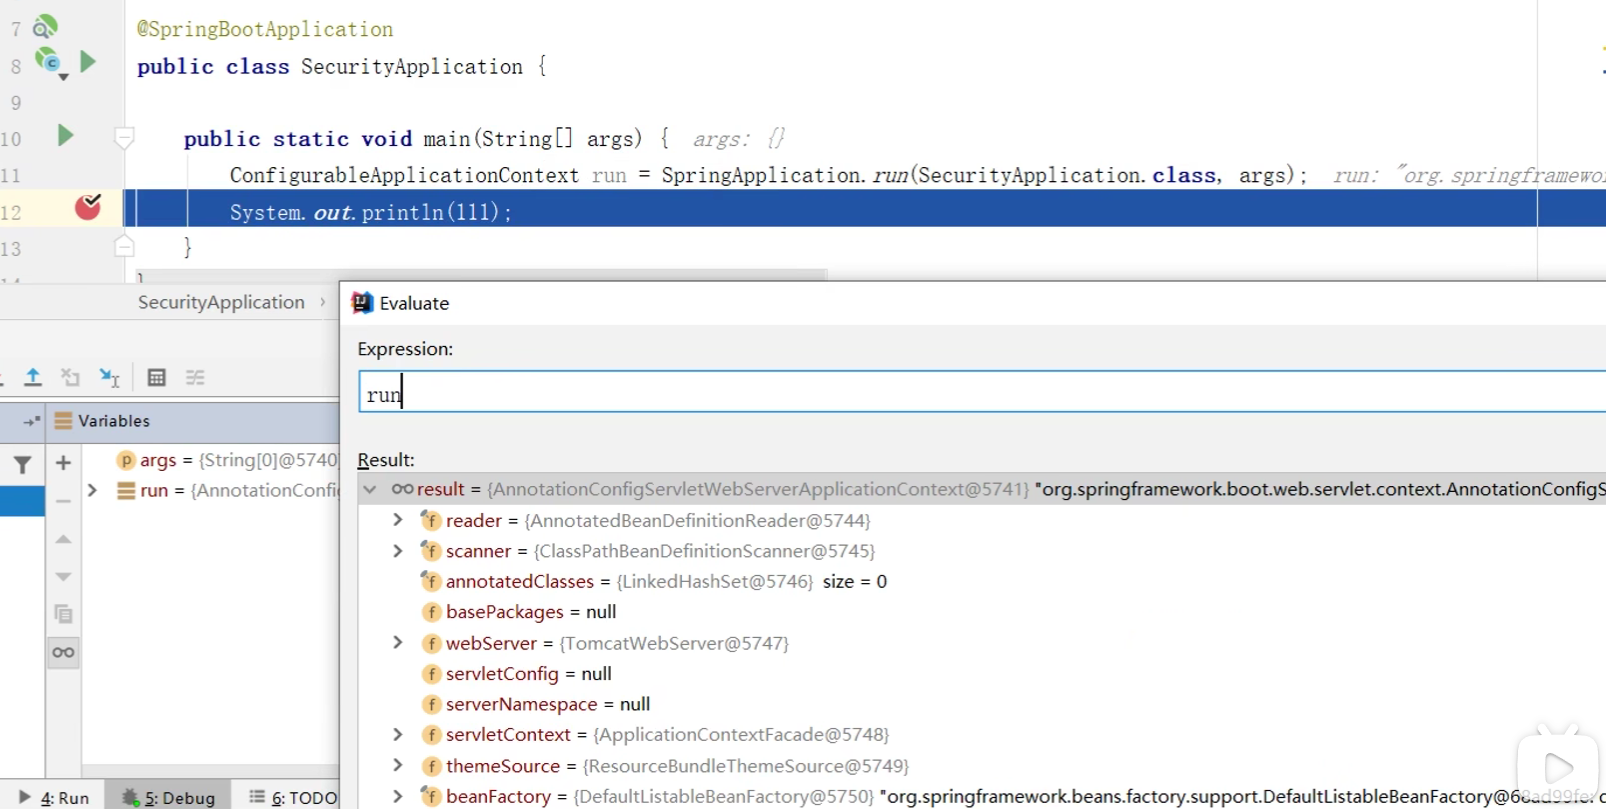 7 @SpringBootApplication
8 public class SecurityApplication {
9
10 public static void main(String[] args) { args: {}
11 ConfigurableApplicationContext run = SpringApplication.run(SecurityApplication.class, args); run: "org.springframewo
12 System.out.println(111);
13 }
}
SecurityApplication ›
Evaluate
Expression:
run
Variables
args = {String[0]@5740
run = {AnnotationConfi
Result:
result = {AnnotationConfigServletWebServerApplicationContext@5741} "org.springframework.boot.web.servlet.context.AnnotationConfigS
reader = {AnnotatedBeanDefinitionReader@5744}
scanner = {ClassPathBeanDefinitionScanner@5745}
annotatedClasses = {LinkedHashSet@5746} size = 0
basePackages = null
webServer = {TomcatWebServer@5747}
servletConfig = null
serverNamespace = null
servletContext = {ApplicationContextFacade@5748}
themeSource = {ResourceBundleThemeSource@5749}
beanFactory = {DefaultListableBeanFactory@5750} "org.springframework.beans.factory.support.DefaultListableBeanFactory@
4: Run 5: Debug 6: TODO